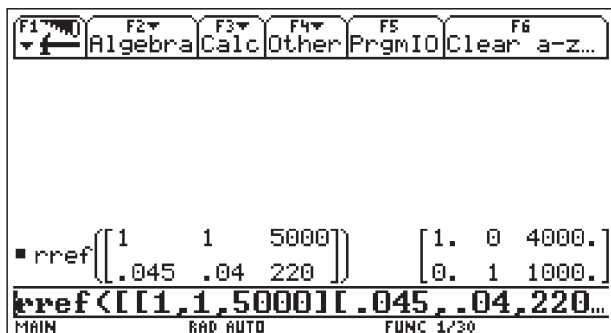 F1 F2 F3 F4 F5 F6
Algebra Calc Other PrgmIO Clear a-z…
rref([1 1 5000] [.045 .04 220]) [1. 0 4000.] [0. 1 1000.]
rref([[1,1,5000][.045,.04,220…
MAIN RAD AUTO FUNC 1/30